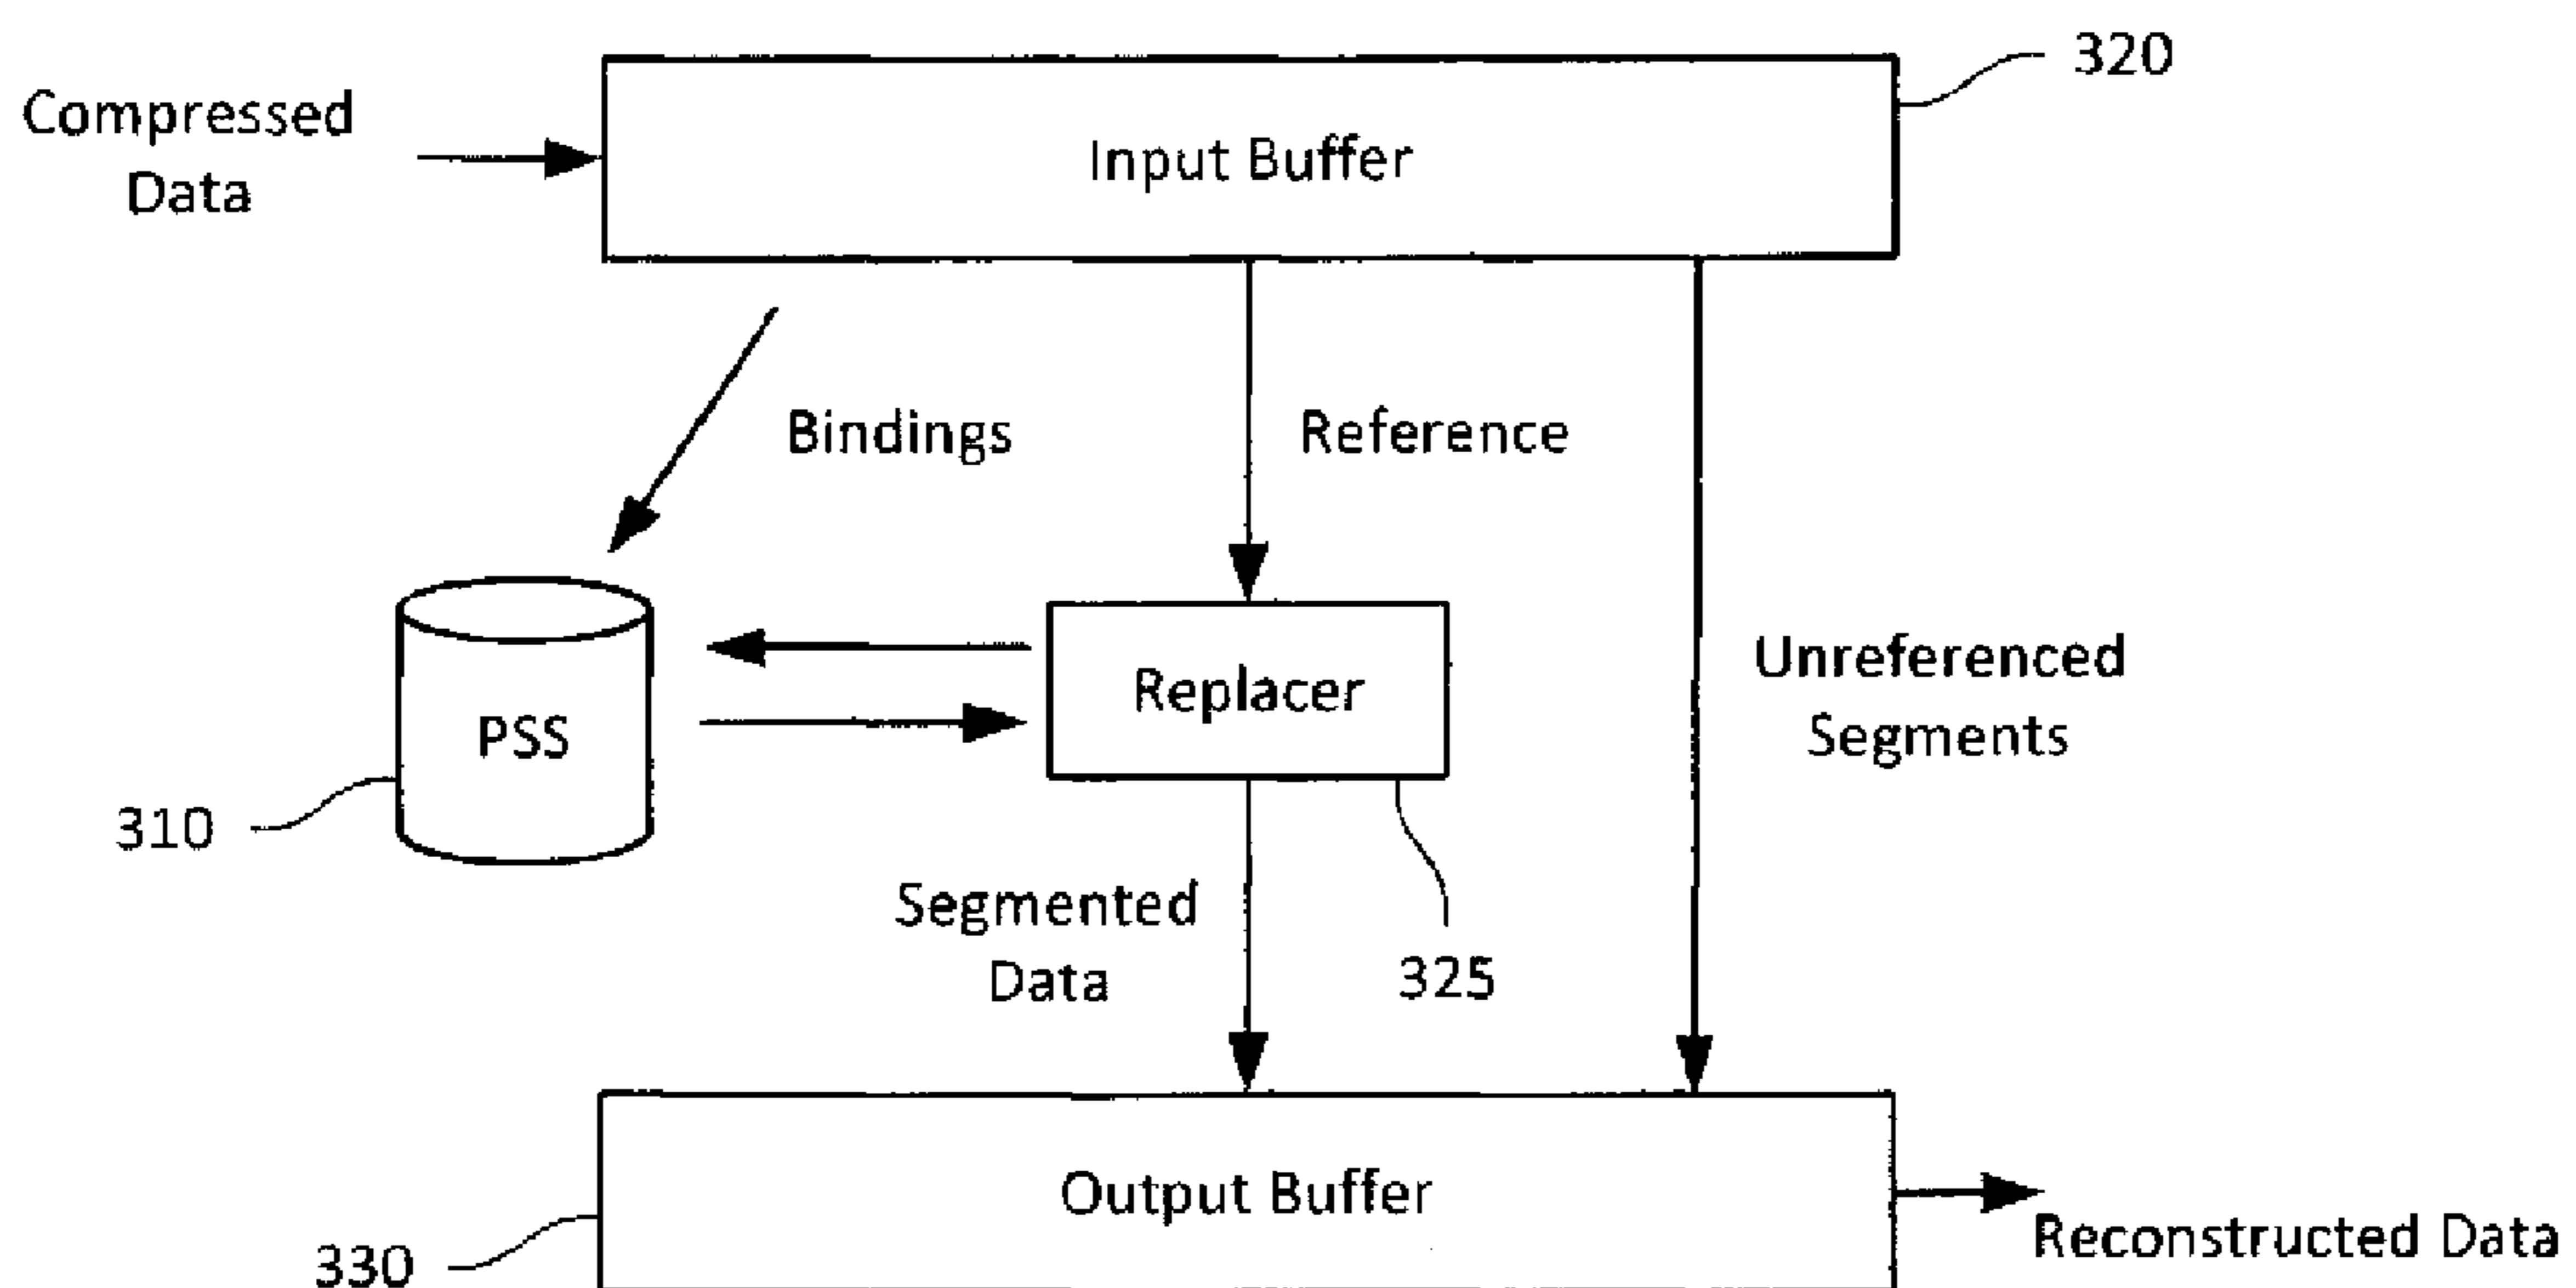 320
Compressed
Data
Input Buffer
Bindings
Reference
Unreferenced
Segments
Replacer
PSS
310
Segmented
Data
325
Output Buffer
330
Reconstructed Data